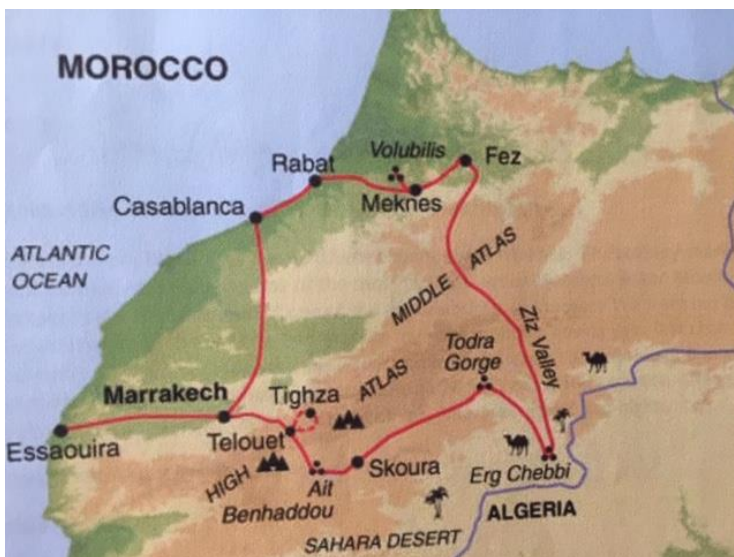 MOROCCO
Volubilis
Fez
Rabat
Meknes
Casablanca
ATLANTIC
OCEAN
MIDDLE ATLAS
Ziz Valley
Todra
Gorge
Marrakech
Tighza
ATLAS
Essaouira
Telouet
HIGH
Skoura
Erg Chebbi
Ait
Benhaddou
ALGERIA
SAHARA DESERT